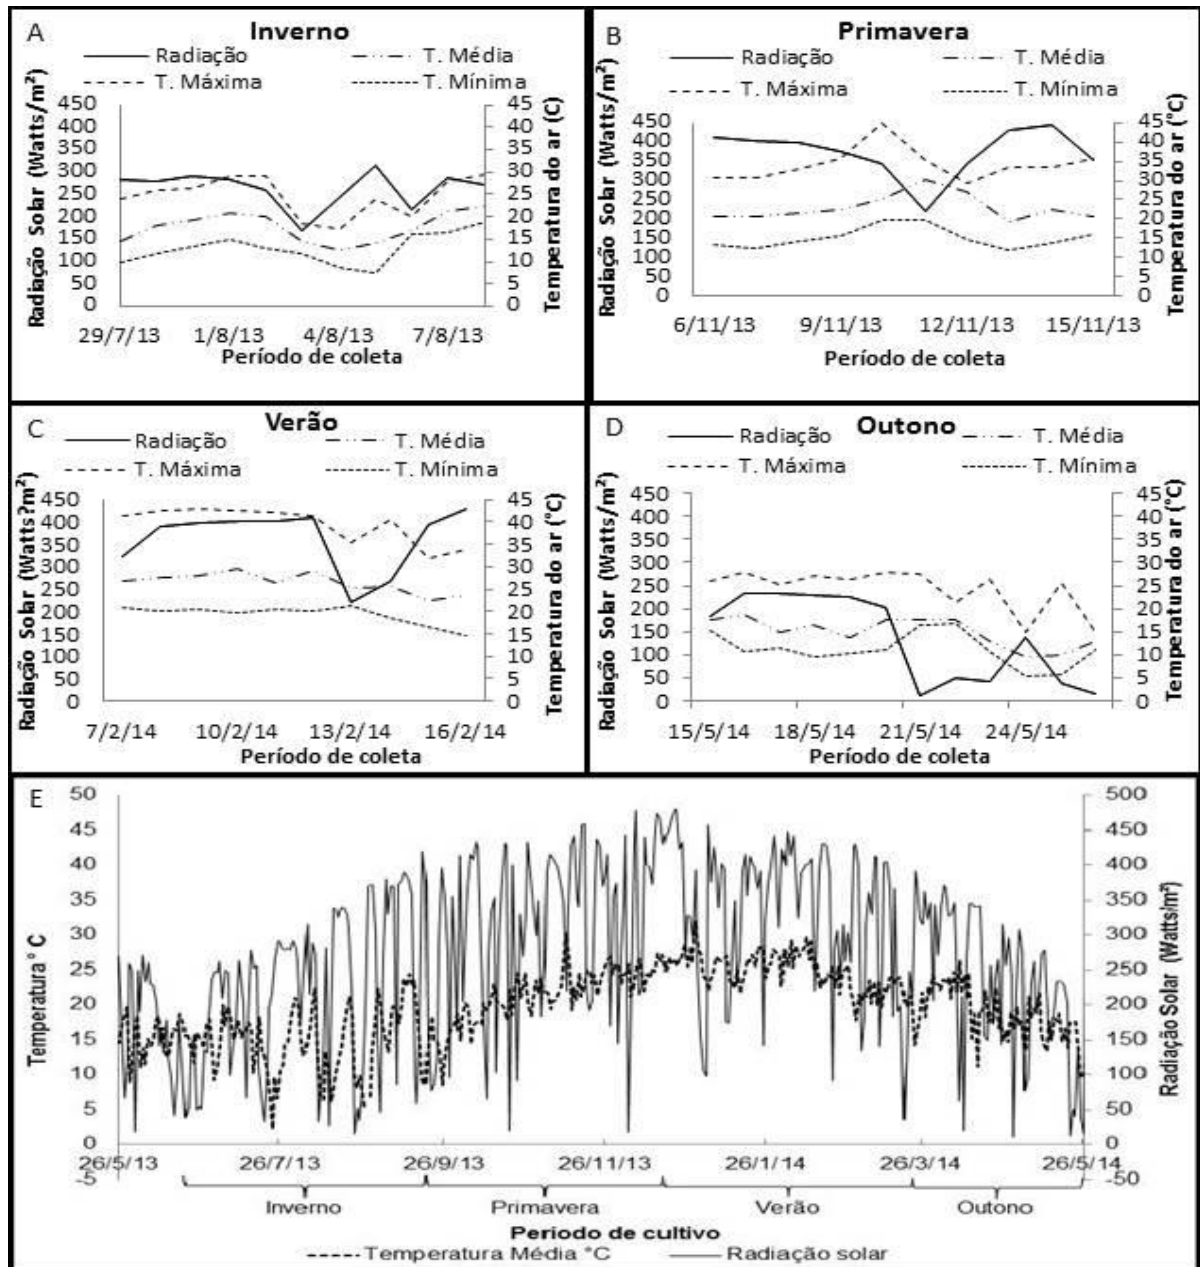 A
Inverno
Radiação
T. Média
T. Máxima
T. Mínima
Radiação Solar (Watts/m²)
450
400
350
300
250
200
150
100
50
0
45
40
35
30
25
20
15
10
5
0
Temperatura do ar (C)
29/7/13 1/8/13 4/8/13 7/8/13
Período de coleta
B
Primavera
Radiação
T. Média
T. Máxima
T. Mínima
Radiação Solar (Watts/m²)
450
400
350
300
250
200
150
100
50
0
45
40
35
30
25
20
15
10
5
0
Temperatura do ar (°C)
6/11/13 9/11/13 12/11/13 15/11/13
Período de coleta
C
Verão
Radiação
T. Média
T. Máxima
T. Mínima
Radiação Solar (Watts?m²)
450
400
350
300
250
200
150
100
50
0
45
40
35
30
25
20
15
10
5
0
Temperatura do ar (°C)
7/2/14 10/2/14 13/2/14 16/2/14
Período de coleta
D
Outono
Radiação
T. Média
T. Máxima
T. Mínima
Radiação Solar (Watts/m²)
450
400
350
300
250
200
150
100
50
0
45
40
35
30
25
20
15
10
5
0
Temperatura do ar (°C)
15/5/14 18/5/14 21/5/14 24/5/14
Período de coleta
E
Temperatura ° C
50
45
40
35
30
25
20
15
10
5
0
-5
500
450
400
350
300
250
200
150
100
50
0
-50
Radiação Solar (Watts/m²)
26/5/13 26/7/13 26/9/13 26/11/13 26/1/14 26/3/14 26/5/14
Inverno Primavera Verão Outono
Período de cultivo
Temperatura Média °C Radiação solar